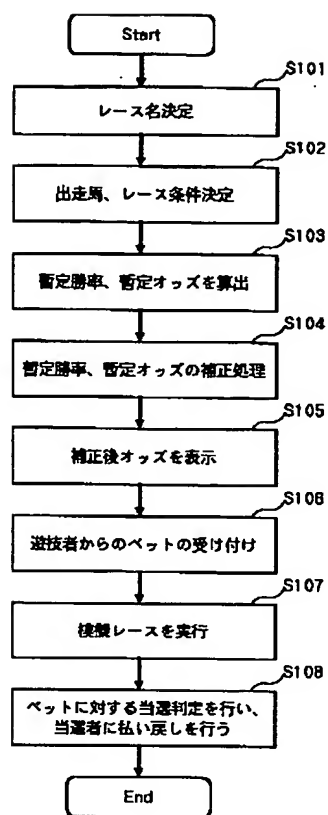 Start
S101
レース名決定
S102
出走馬、レース条件決定
S103
暫定勝率、暫定オッズを算出
S104
暫定勝率、暫定オッズの補正処理
S105
補正後オッズを表示
S106
遊技者からのベットの受け付け
S107
模擬レースを実行
S108
ベットに対する当選判定を行い、
当選者に払い戻しを行う
End